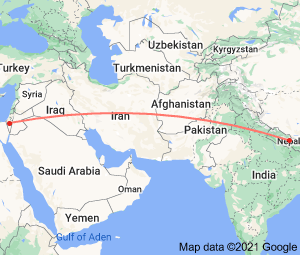 Uzbekistan
Kyrgyzstan
Turkey
Turkmenistan
Syria
Afghanistan
Iraq
Iran
Pakistan
Nepal
Saudi Arabia
India
Oman
Yemen
Gulf of Aden
Map data ©2021 Google